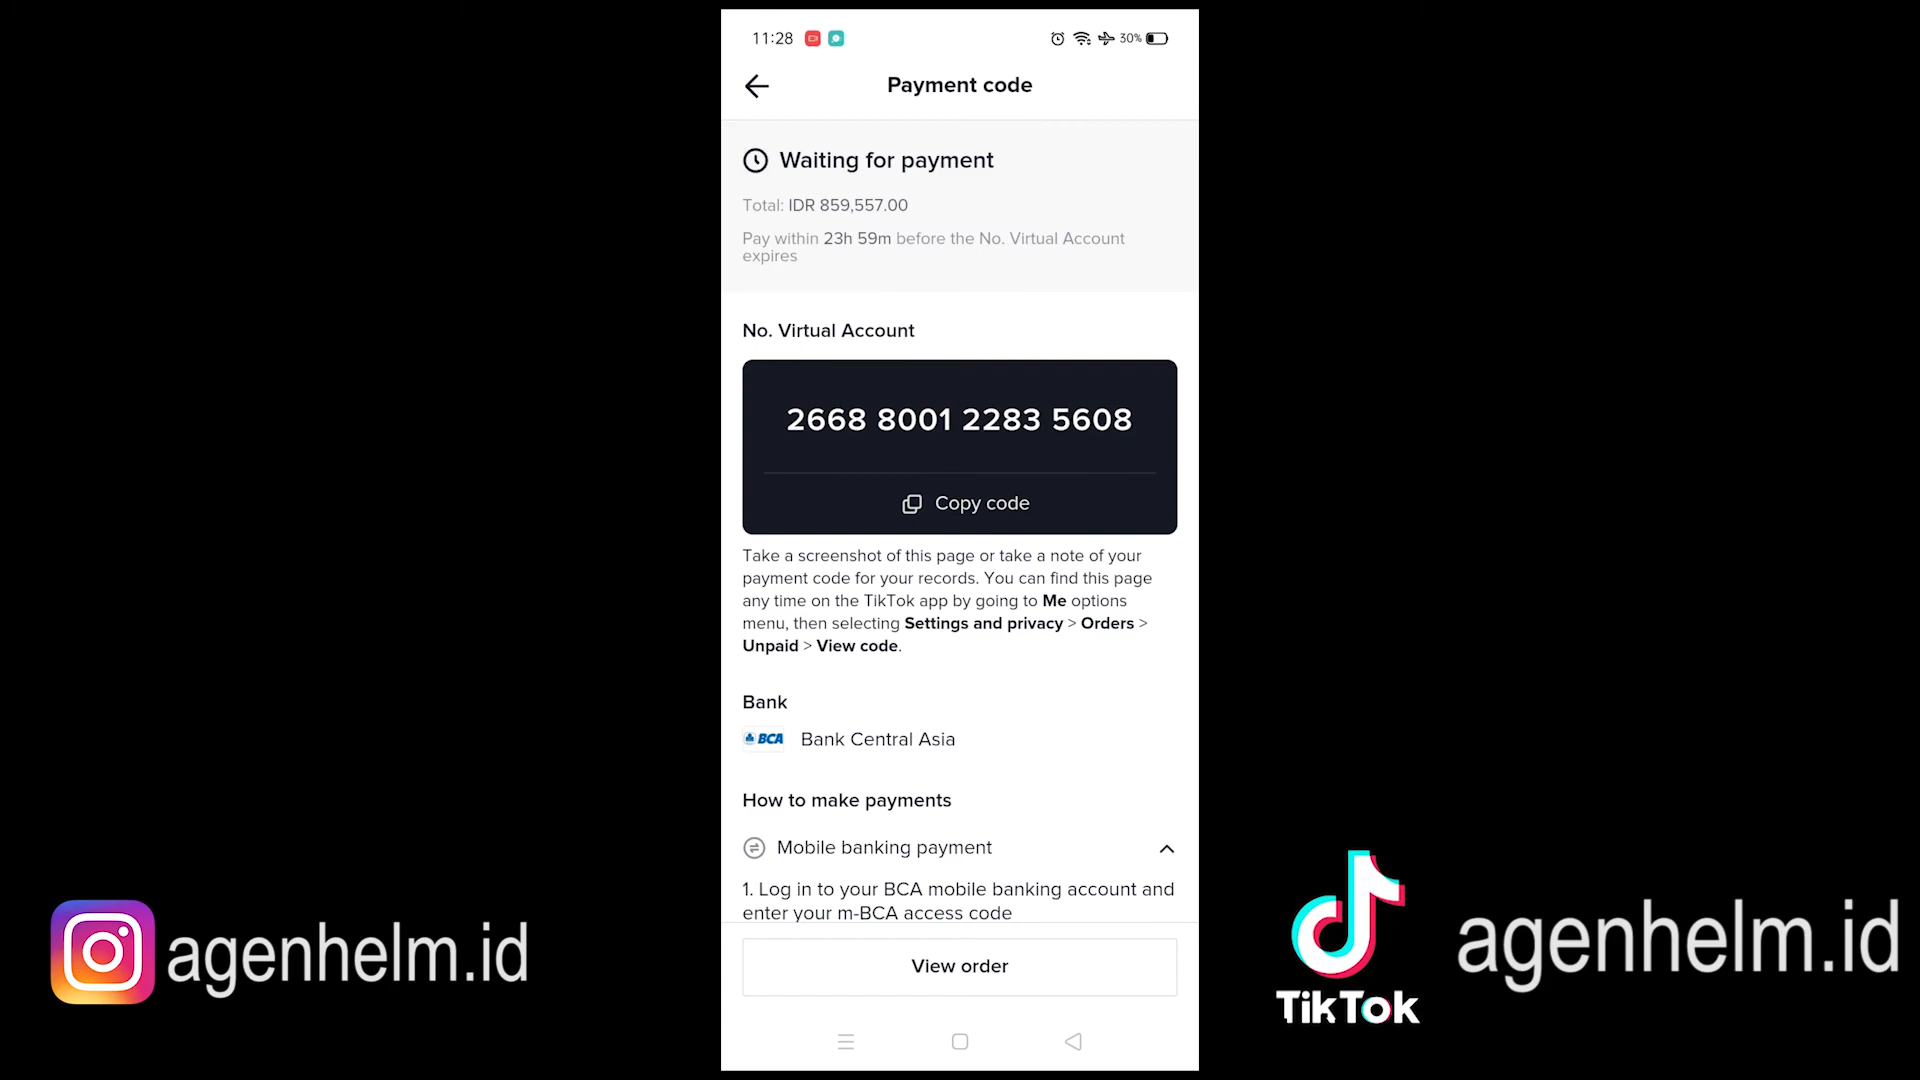 11:28
30%
Payment code
Waiting for payment
Total: IDR 859,557.00
Pay within 23h 59m before the No. Virtual Account
expires
No. Virtual Account
2668 8001 2283 5608
Copy code
Take a screenshot of this page or take a note of your
payment code for your records. You can find this page
any time on the TikTok app by going to Me options
menu, then selecting Settings and privacy > Orders >
Unpaid > View code.
Bank
BCA Bank Central Asia
How to make payments
Mobile banking payment
1. Log in to your BCA mobile banking account and
enter your m-BCA access code
View order
agenhelm.id
TikTok
agenhelm.id